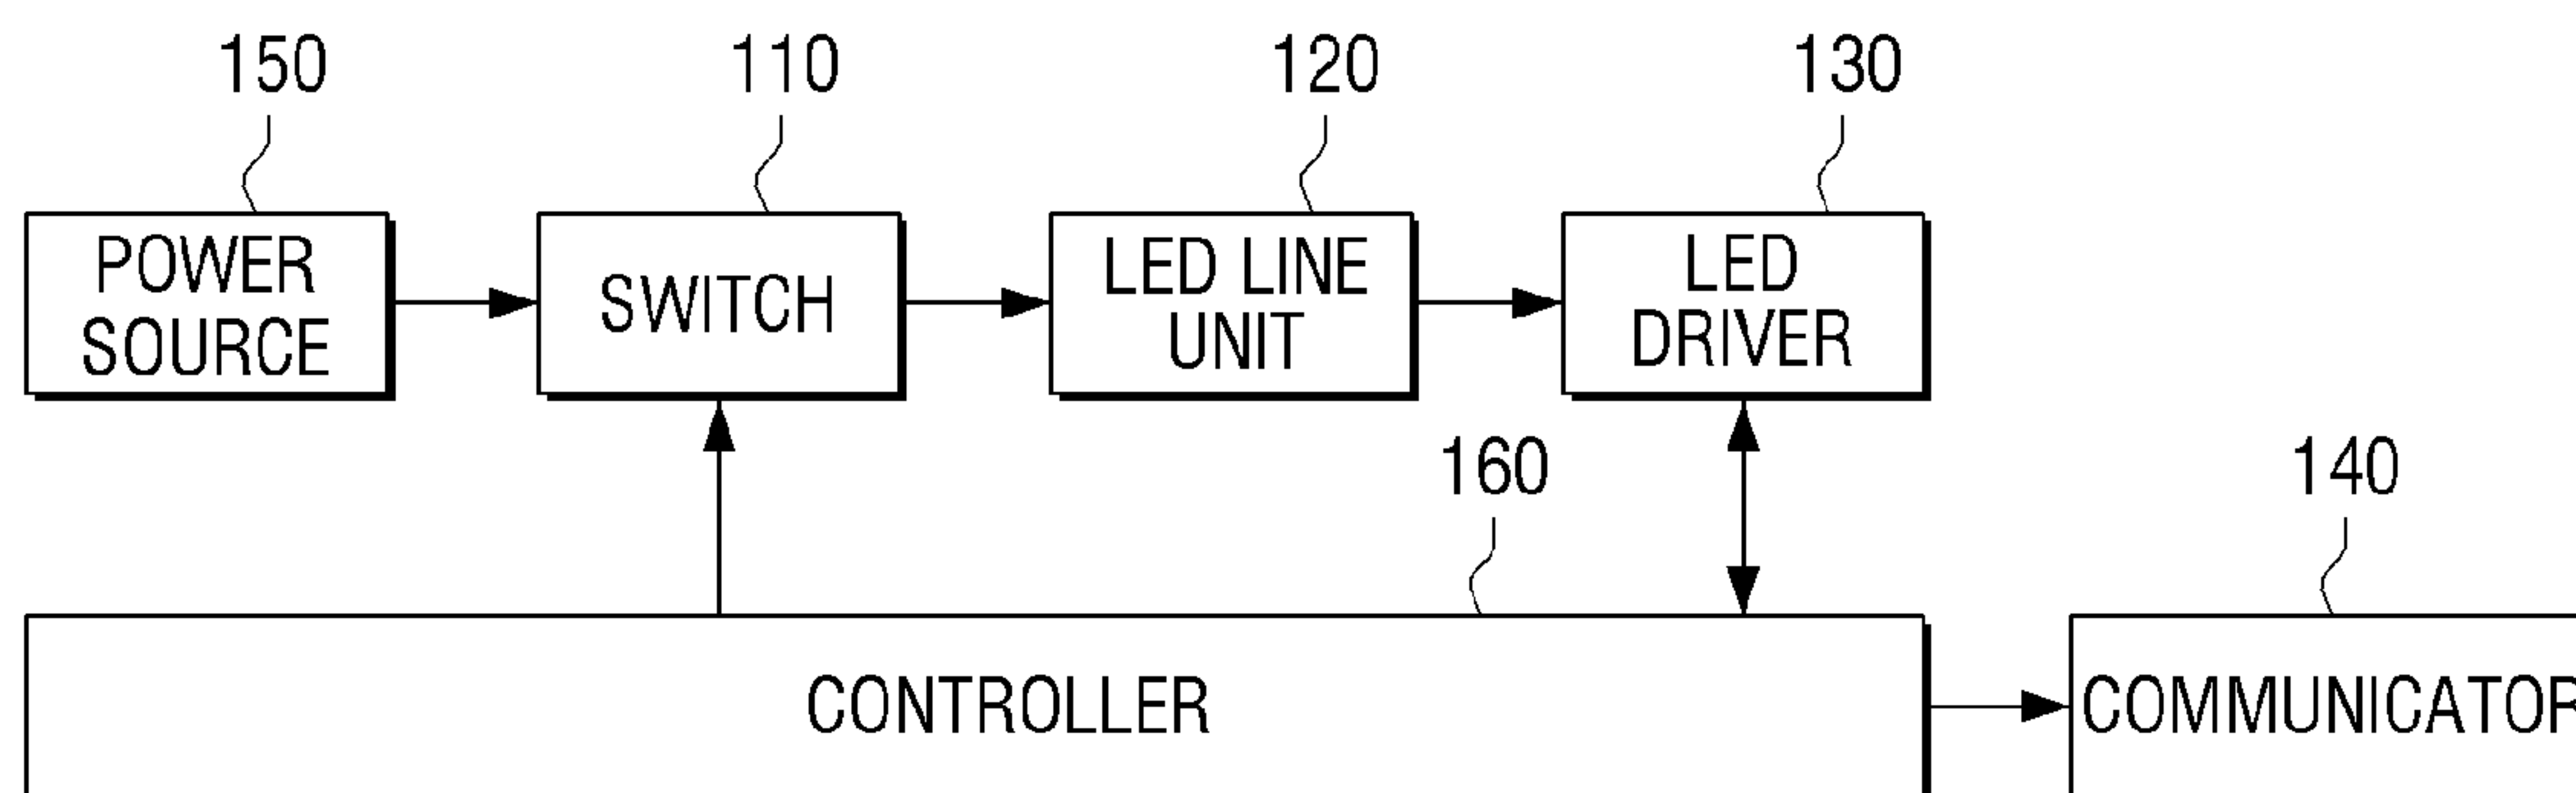 150
110
120
130
POWER
SOURCE
SWITCH
LED LINE
UNIT
LED
DRIVER
160
140
CONTROLLER
COMMUNICATOR